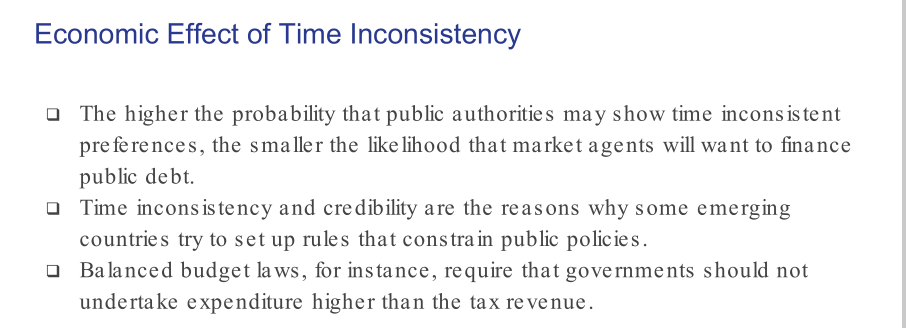 Economic Effect of Time Inconsistency
❑ The higher the probability that public authorities may show time inconsistent
preferences, the smaller the likelihood that market agents will want to finance
public debt.
❑ Time inconsistency and credibility are the reasons why some emerging
countries try to set up rules that constrain public policies.
❑ Balanced budget laws, for instance, require that governments should not
undertake expenditure higher than the tax revenue.